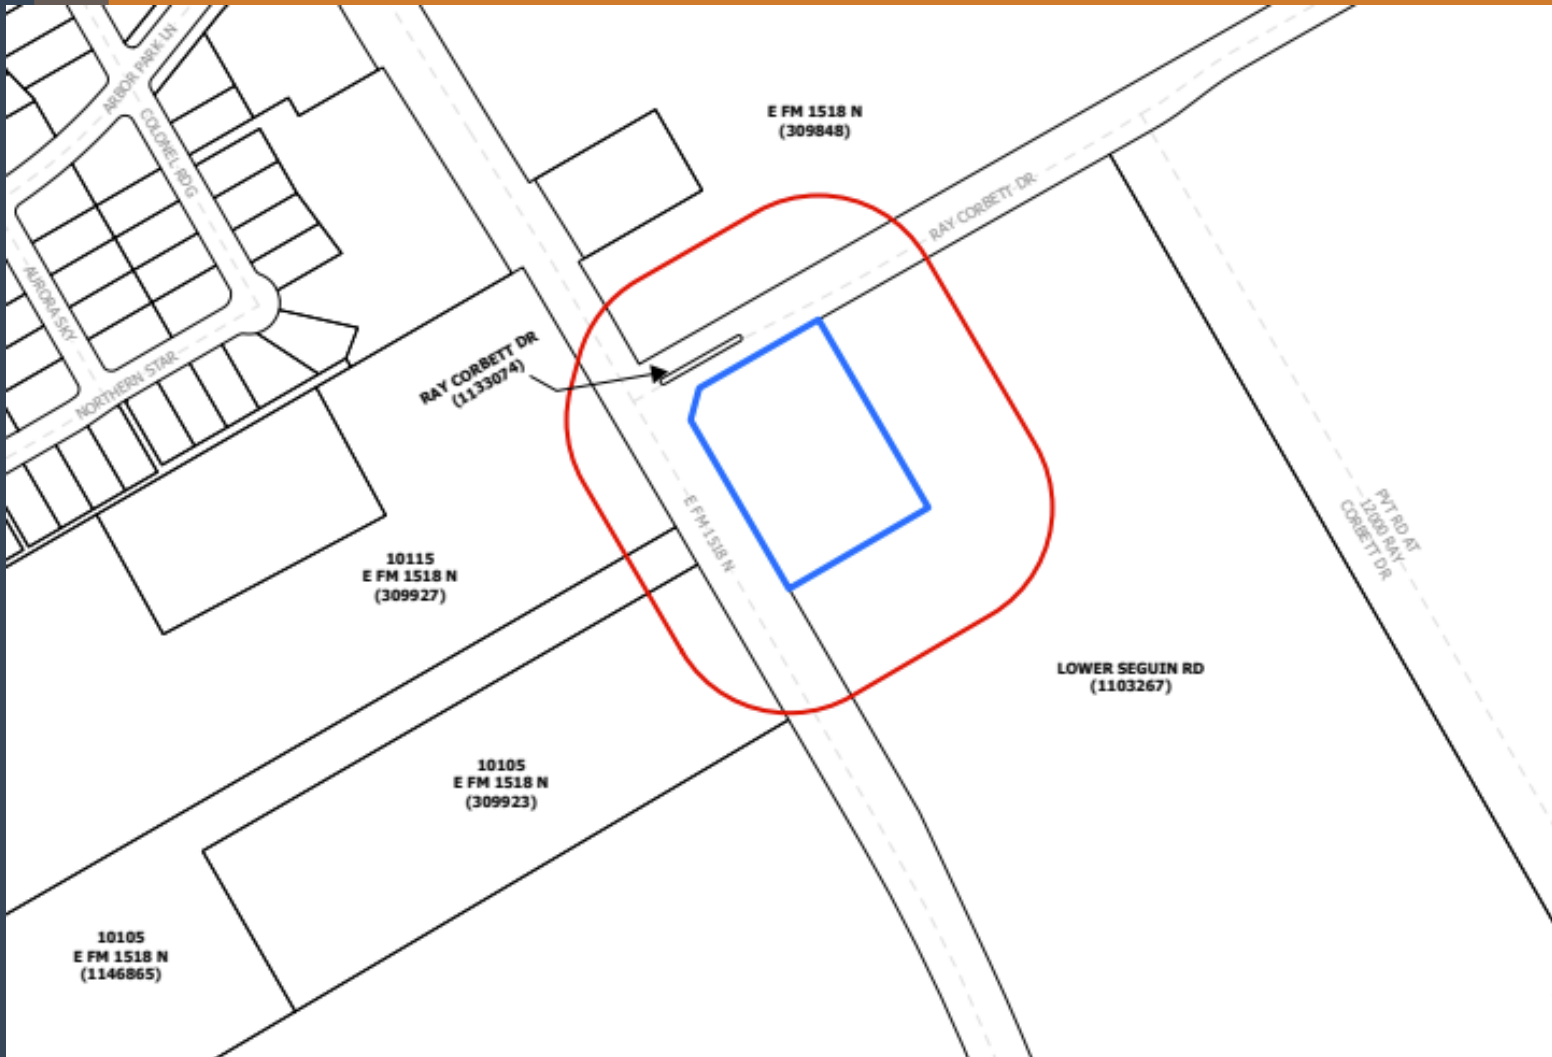 ARBOR PARK LN
COLONEL RDG
E FM 1518 N
(309848)
RAY CORBETT DR
AURORA SKY
NORTHERN STAR
RAY CORBETT DR
(1133074)
E FM 1518 N
PVT RD AT
12000 RAY
CORBETT DR
10115
E FM 1518 N
(309927)
LOWER SEGUIN RD
(1103267)
10105
E FM 1518 N
(309923)
10105
E FM 1518 N
(1146865)